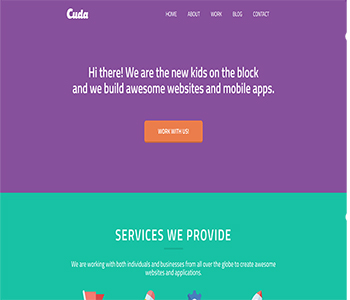 Cuda
HOME ABOUT WORK BLOG CONTACT
Hi there! We are the new kids on the block
and we build awesome websites and mobile apps.
WORK WITH US!
SERVICES WE PROVIDE
We are working with both individuals and businesses from all over the globe to create awesome
websites and applications.